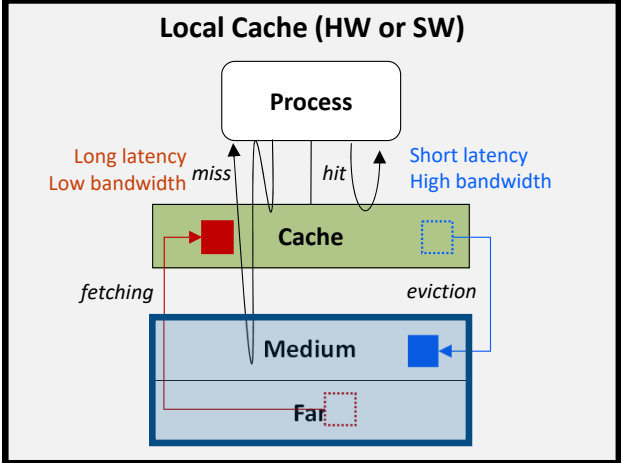 Local Cache (HW or SW)
Process
Long latency
Low bandwidth
miss
hit
Short latency
High bandwidth
Cache
fetching
eviction
Medium
Far